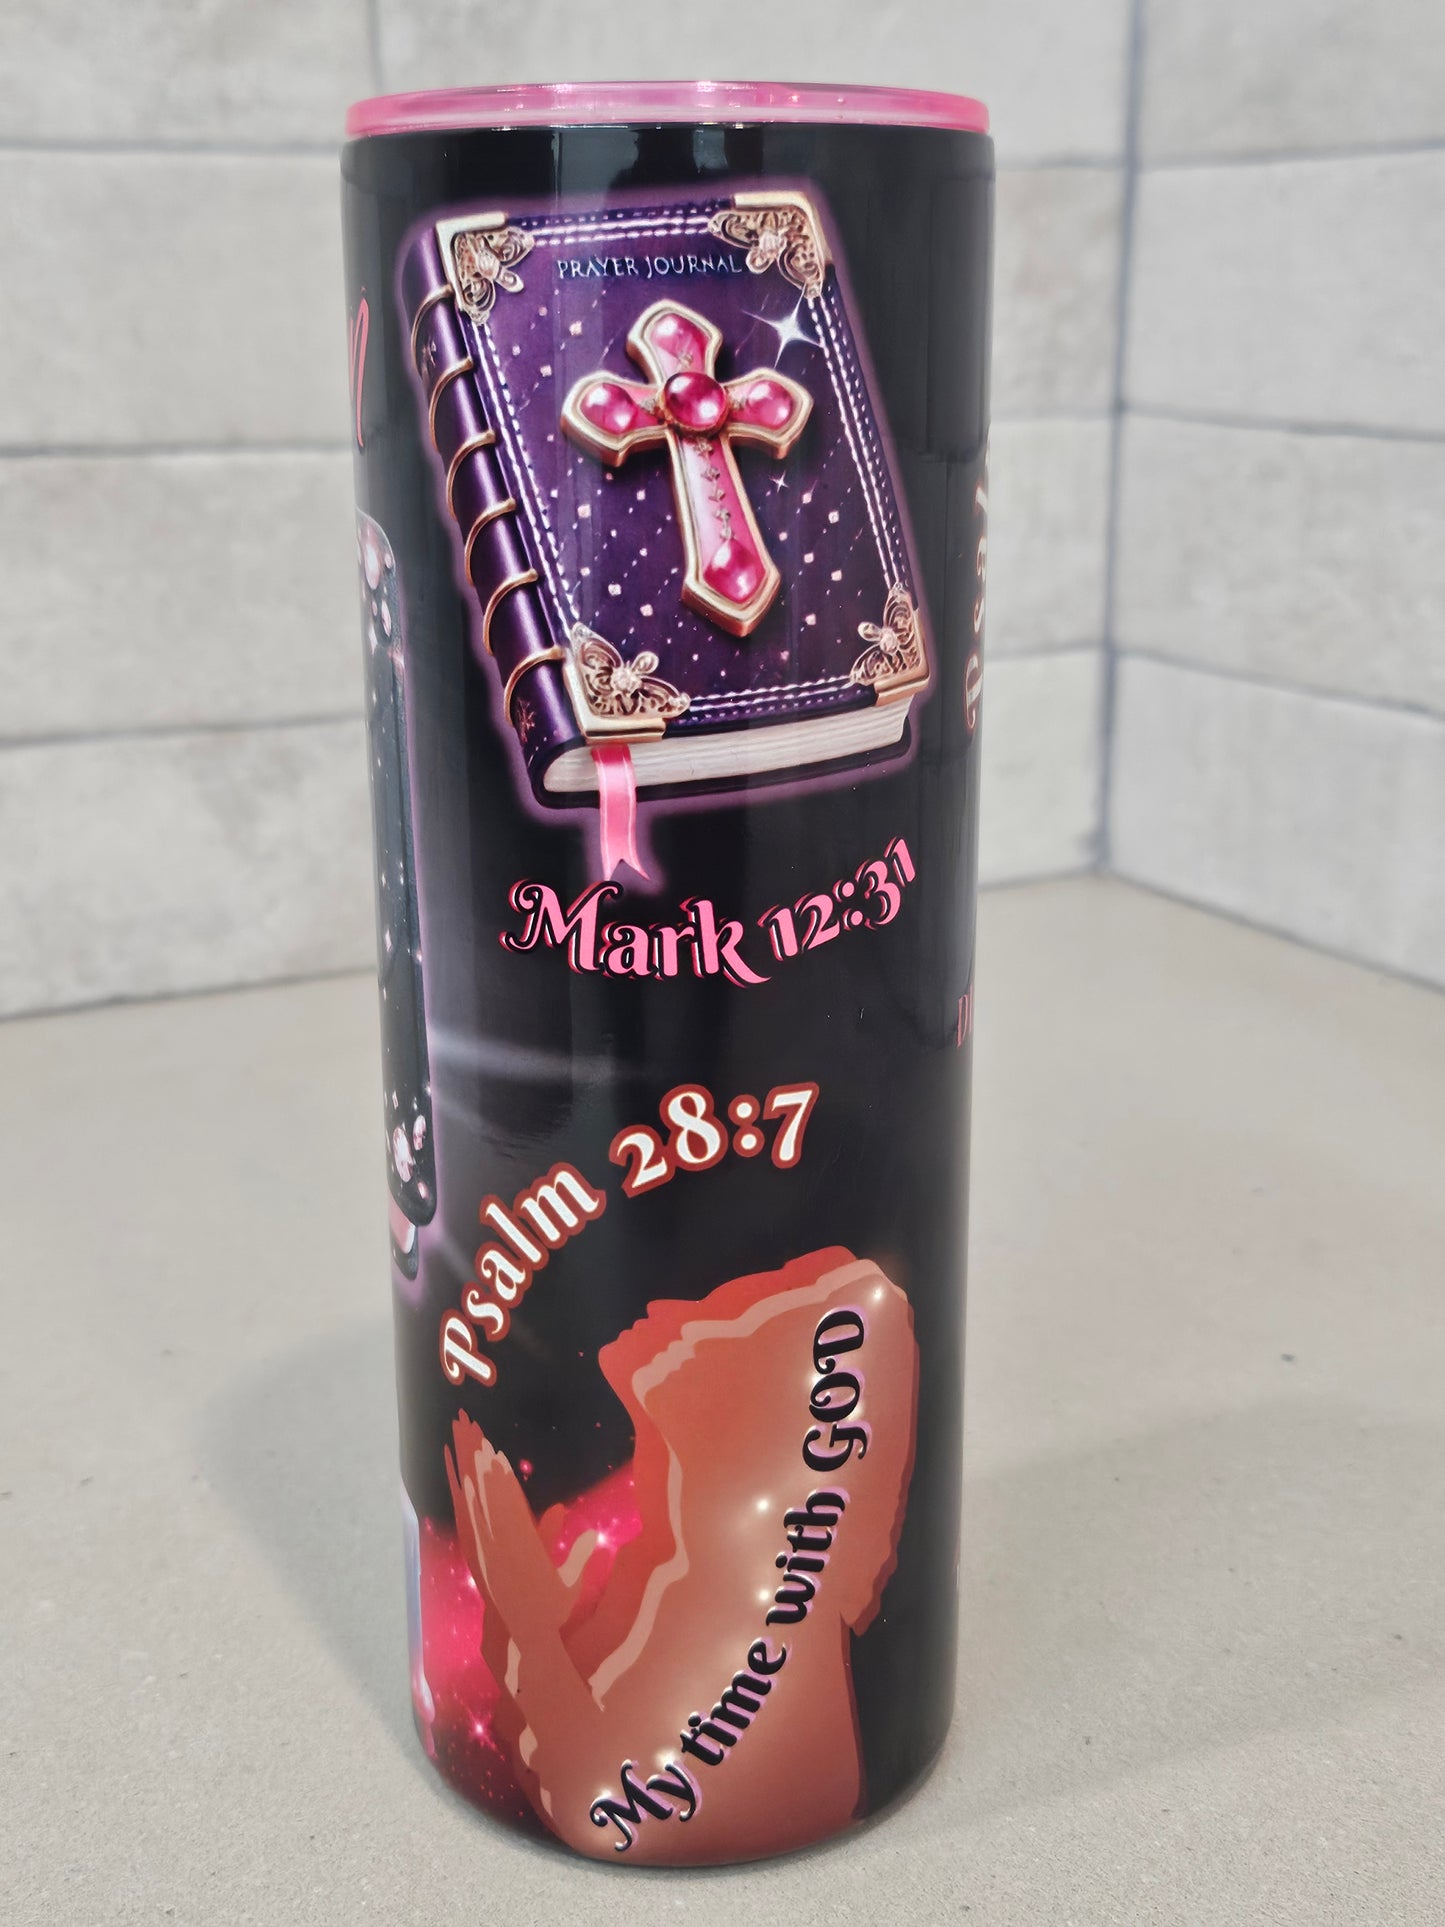 PRAYER JOURNAL
Mark 12:31
Psalm 28:7
My time with GOD